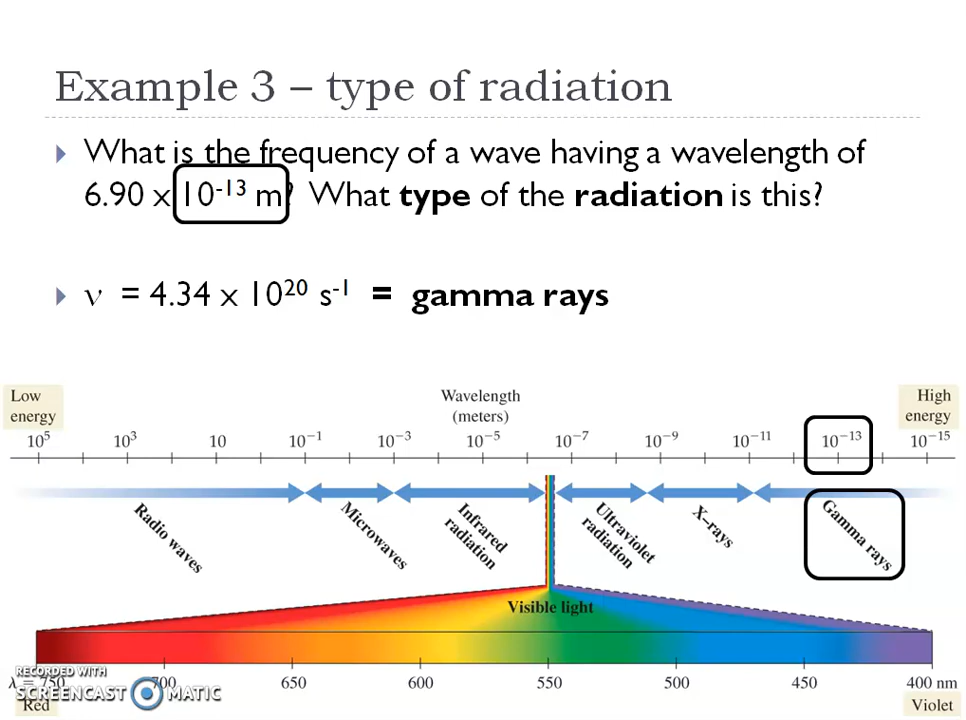 Example 3 – type of radiation
What is the frequency of a wave having a wavelength of
6.90 x 10⁻¹³ m? What type of the radiation is this?
ν = 4.34 x 10²⁰ s⁻¹ = gamma rays
Low energy
Wavelength (meters)
High energy
10⁵ 10³ 10 10⁻¹ 10⁻³ 10⁻⁵ 10⁻⁷ 10⁻⁹ 10⁻¹¹ 10⁻¹³ 10⁻¹⁵
Radio waves
Microwaves
Infrared radiation
Ultraviolet radiation
X–rays
Gamma rays
Visible light
RECORDED WITH
SCREENCAST MATIC
λ = 750 700 650 600 550 500 450 400 nm
Red
Violet